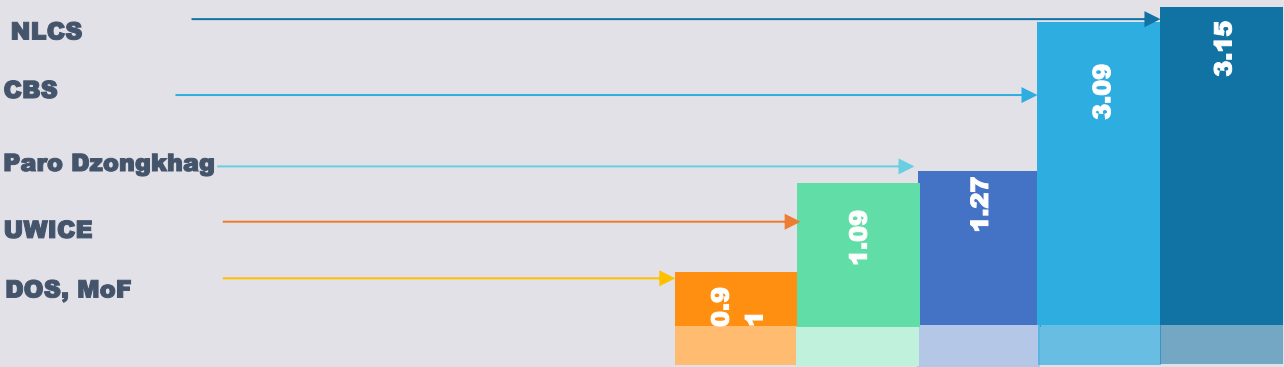 NLCS
3.15
CBS
3.09
Paro Dzongkhag
1.27
UWICE
1.09
DOS, MoF
0.9
1